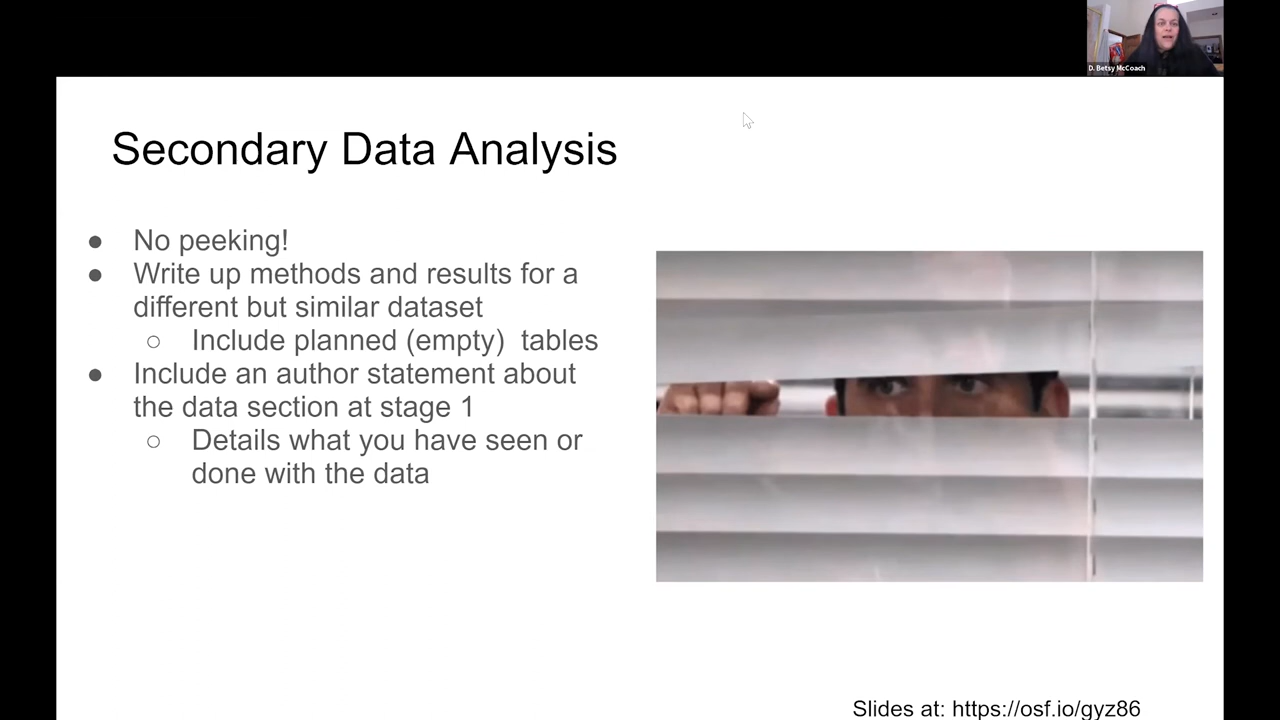 D. Betsy McCoach
Secondary Data Analysis
● No peeking!
● Write up methods and results for a
different but similar dataset
○ Include planned (empty) tables
● Include an author statement about
the data section at stage 1
○ Details what you have seen or
done with the data
Slides at: https://osf.io/gyz86